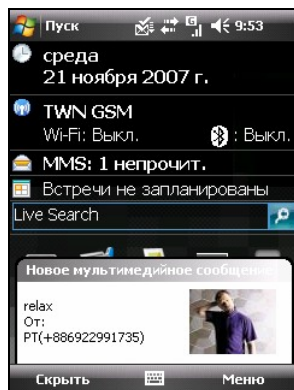 Пуск G 9:53
среда
21 ноября 2007 г.
TWN GSM
Wi-Fi: Выкл. : Выкл.
MMS: 1 непрочит.
Встречи не запланированы
Live Search
Новое мультимедийное сообщение
relax
От:
PT(+886922991735)
Скрыть Меню